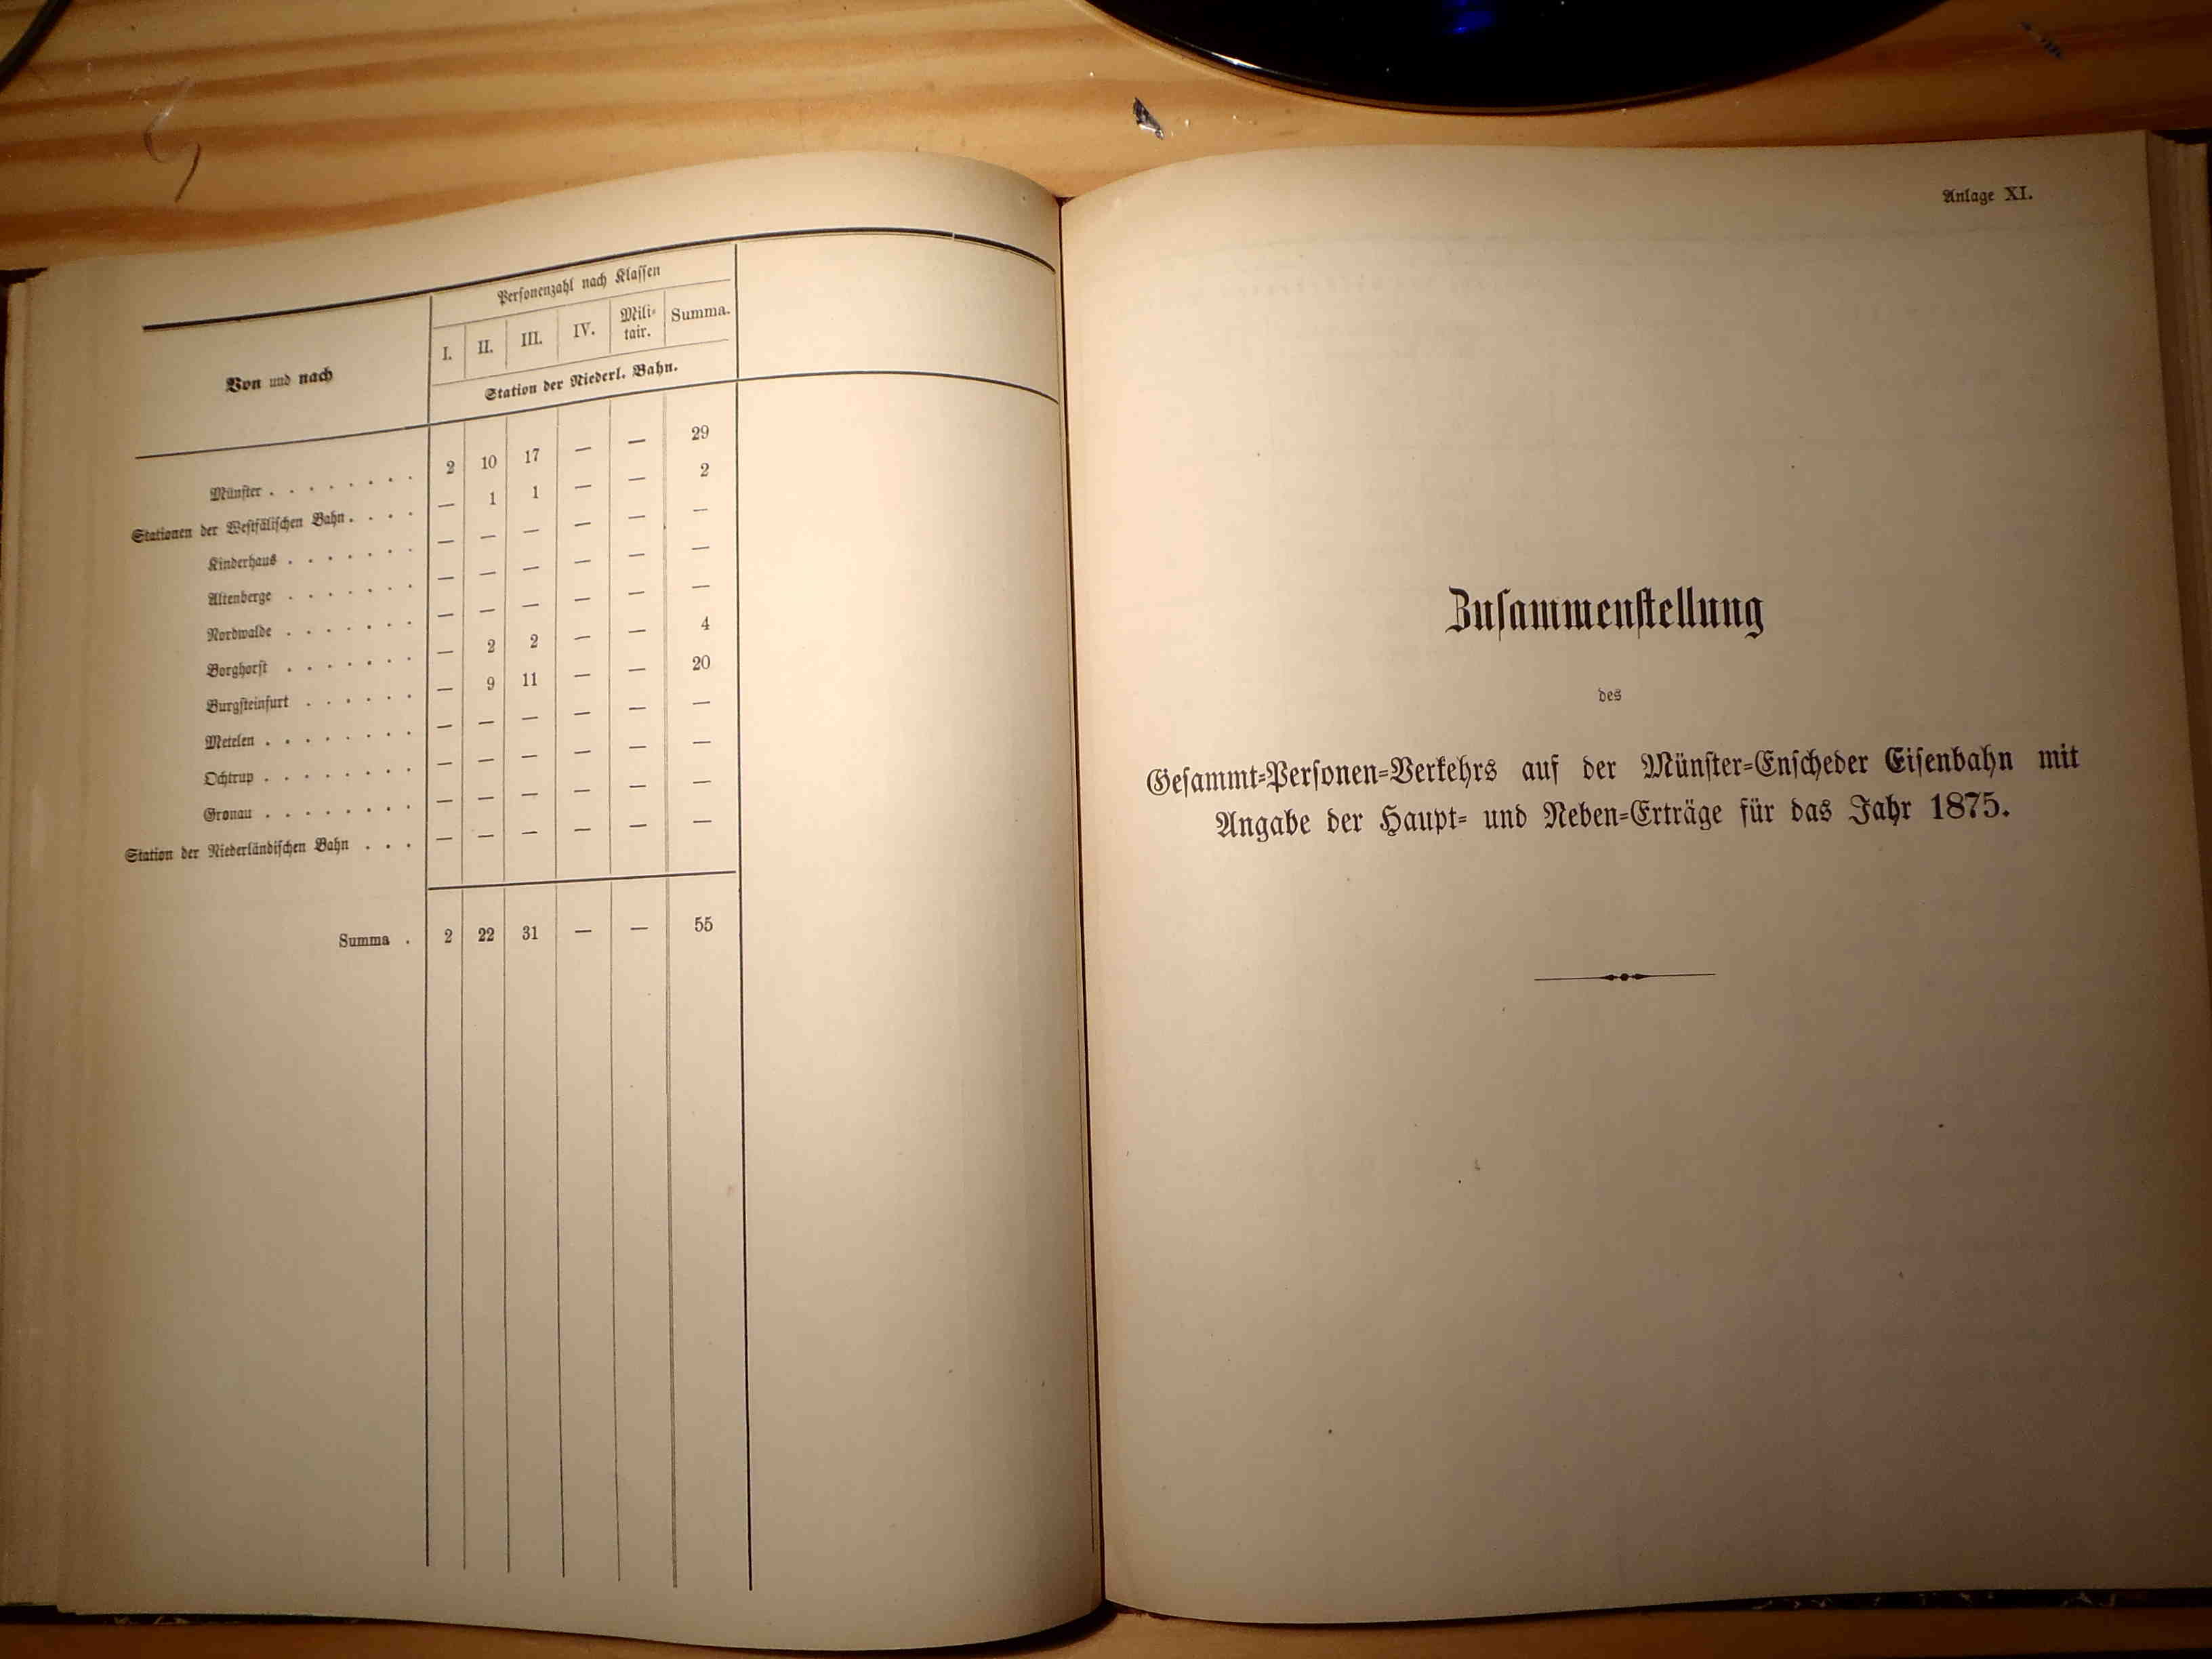 Personenzahl nach Klassen
Von und nach I. II. III. IV. Mili-
tair. Summa.
Station der Niederl. Bahn.
Münster . . . . . . . . 2 10 17 — — 29
Stationen der Westfälischen Bahn . . . . — 1 1 — — 2
Kinderhaus . . . . . . . — — — — — —
Altenberge . . . . . . . — — — — — —
Nordwalde . . . . . . . — — — — — —
Borghorst . . . . . . . — 2 2 — — 4
Burgsteinfurt . . . . . . — 9 11 — — 20
Metelen . . . . . . . . — — — — — —
Ochtrup . . . . . . . . — — — — — —
Gronau . . . . . . . . — — — — — —
Station der Niederländischen Bahn . . . — — — — — —
Summa . 2 22 31 — — 55
Anlage XI.
Zusammenstellung
des
Gesammt-Personen-Verkehrs auf der Münster-Enscheder Eisenbahn mit
Angabe der Haupt- und Neben-Erträge für das Jahr 1875.